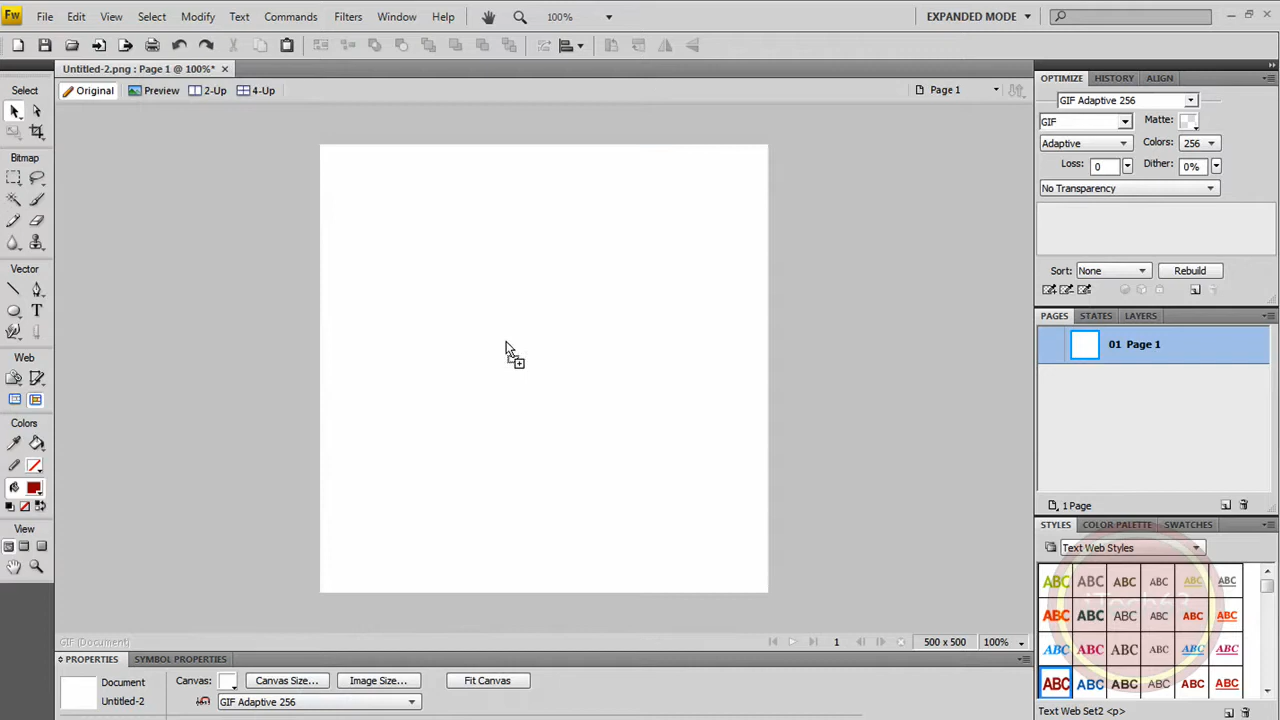 Fw File Edit View Select Modify Text Commands Filters Window Help 100% EXPANDED MODE
Untitled-2.png : Page 1 @ 100%*
Original Preview 2-Up 4-Up Page 1
Select
Bitmap
Vector
Web
Colors
View
OPTIMIZE HISTORY ALIGN
GIF Adaptive 256
GIF Matte:
Adaptive Colors: 256
Loss: 0 Dither: 0%
No Transparency
Sort: None Rebuild
PAGES STATES LAYERS
01 Page 1
1 Page
STYLES COLOR PALETTE SWATCHES
Text Web Styles
ABC ABC ABC ABC ABC ABC
ABC ABC ABC ABC ABC ABC
ABC ABC ABC ABC ABC ABC
ABC ABC ABC ABC ABC ABC
Text Web Set2 <p>
GIF (Document) 1 500 x 500 100%
PROPERTIES SYMBOL PROPERTIES
Document Canvas: Canvas Size... Image Size... Fit Canvas
Untitled-2 GIF Adaptive 256